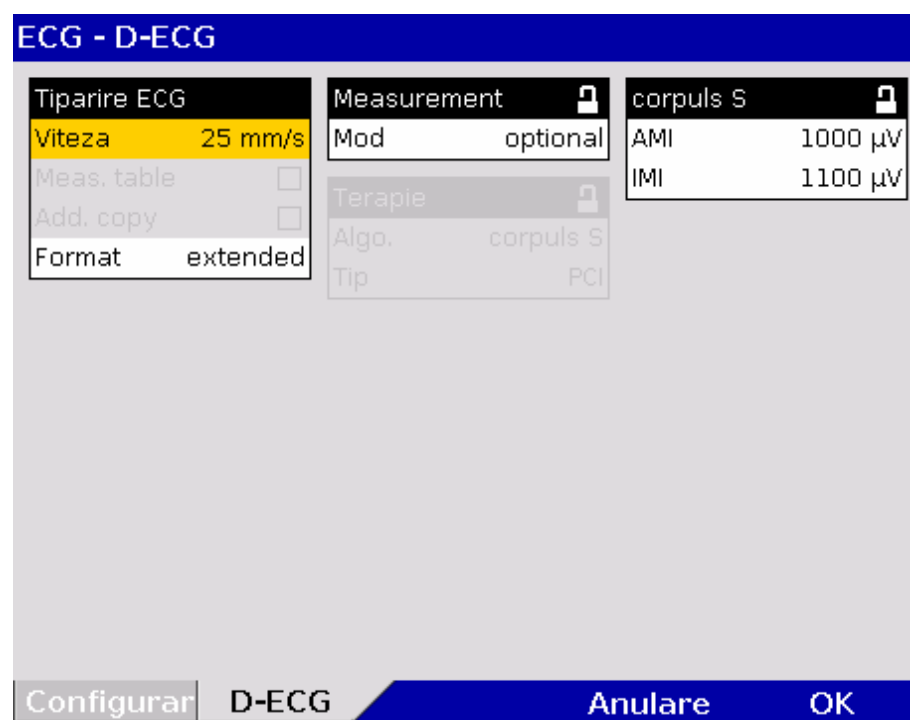 ECG - D-ECG
Tiparire ECG
Viteza 25 mm/s
Meas. table
Add. copy
Format extended
Measurement
Mod optional
Terapie
Algo. corpuls S
Tip PCI
corpuls S
AMI 1000 µV
IMI 1100 µV
Configurar D-ECG Anulare OK